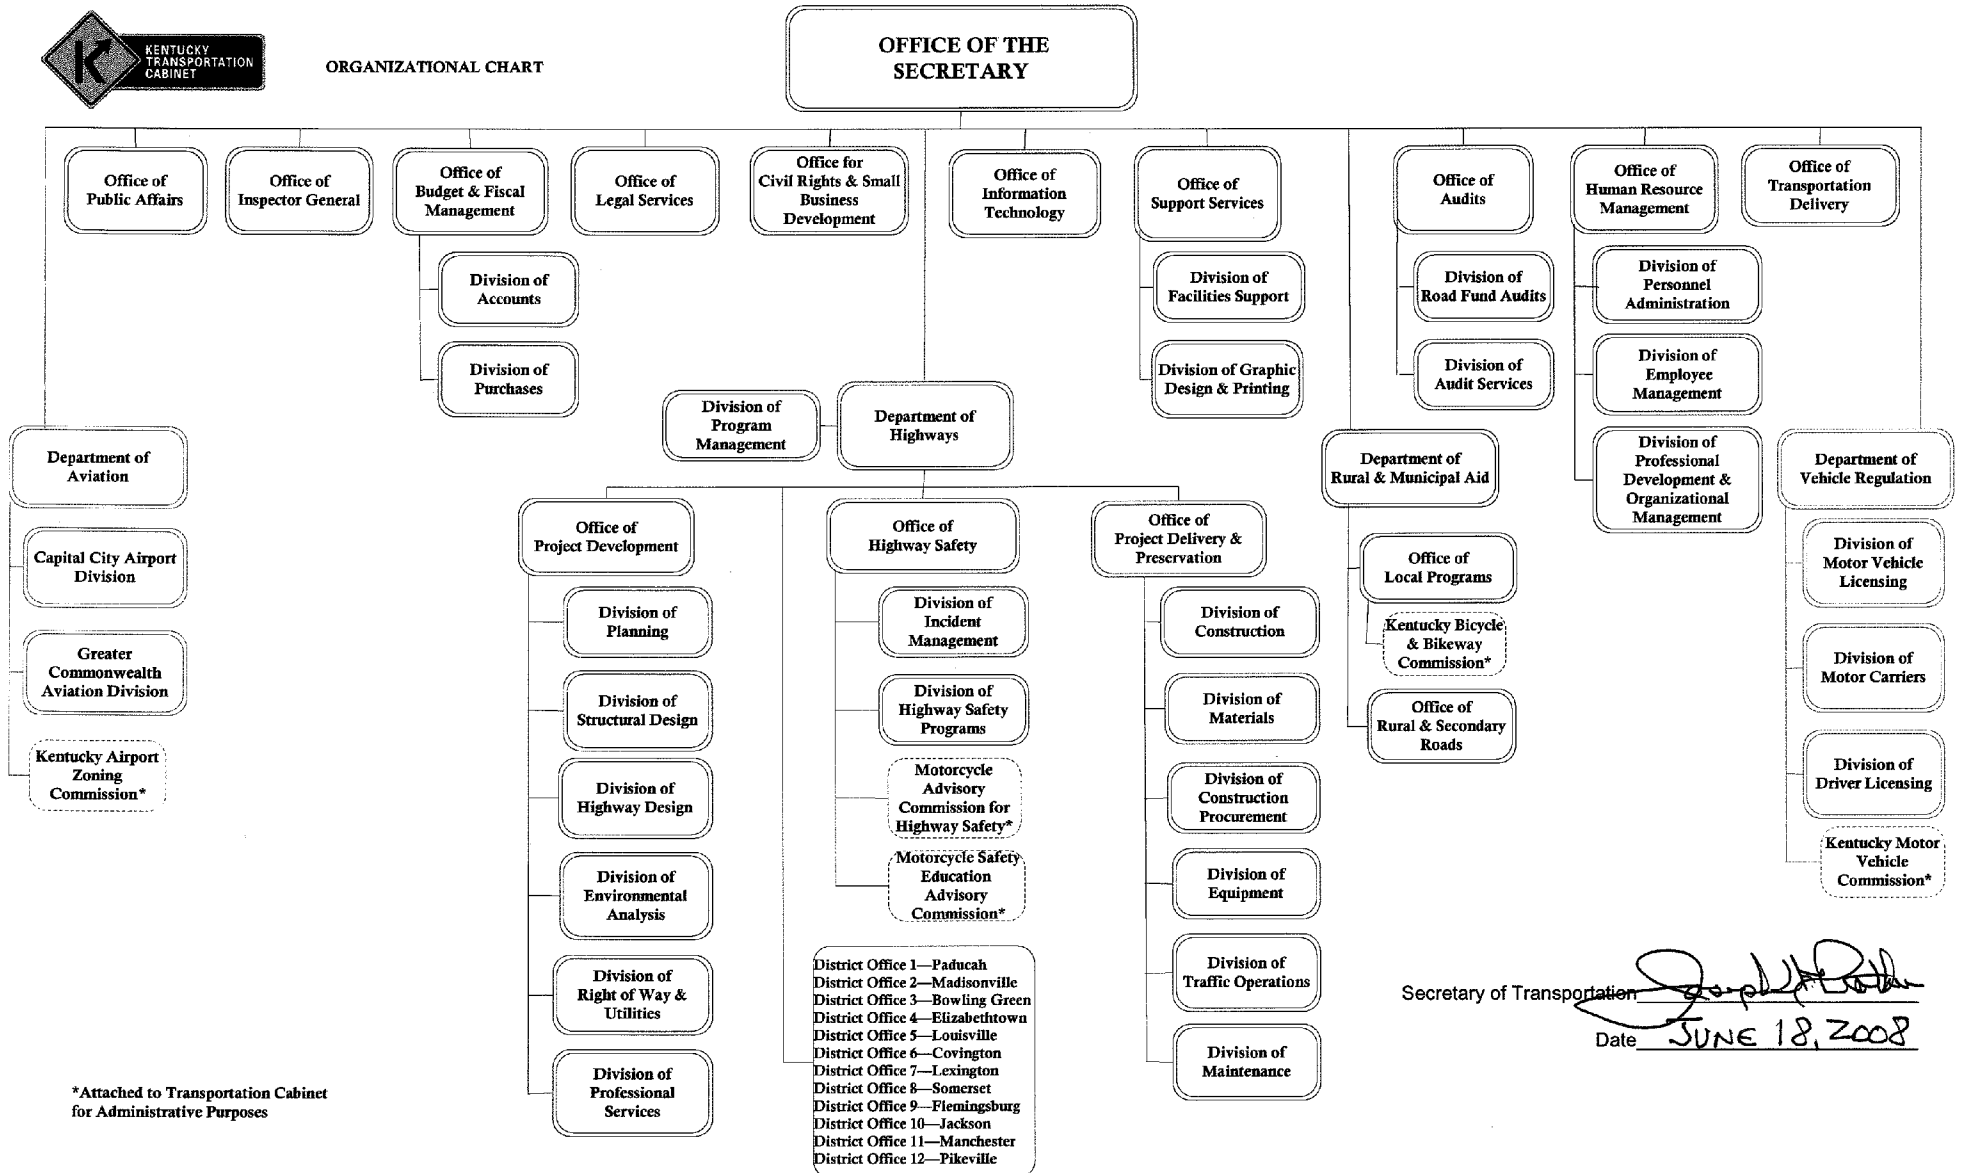 KENTUCKY
TRANSPORTATION
CABINET
ORGANIZATIONAL CHART
OFFICE OF THE
SECRETARY
Office of
Public Affairs
Office of
Inspector General
Office of
Budget & Fiscal
Management
Office of
Legal Services
Office for
Civil Rights & Small
Business
Development
Office of
Information
Technology
Office of
Support Services
Office of
Audits
Office of
Human Resource
Management
Office of
Transportation
Delivery
Division of
Accounts
Division of
Purchases
Division of
Facilities Support
Division of Graphic
Design & Printing
Division of
Road Fund Audits
Division of
Audit Services
Division of
Personnel
Administration
Division of
Employee
Management
Division of
Professional
Development &
Organizational
Management
Department of
Aviation
Capital City Airport
Division
Greater
Commonwealth
Aviation Division
Kentucky Airport
Zoning
Commission*
Division of
Program
Management
Department of
Highways
Office of
Project Development
Division of
Planning
Division of
Structural Design
Division of
Highway Design
Division of
Environmental
Analysis
Division of
Right of Way &
Utilities
Division of
Professional
Services
Office of
Highway Safety
Division of
Incident
Management
Division of
Highway Safety
Programs
Motorcycle
Advisory
Commission for
Highway Safety*
Motorcycle Safety
Education
Advisory
Commission*
District Office 1—Paducah
District Office 2—Madisonville
District Office 3—Bowling Green
District Office 4—Elizabethtown
District Office 5—Louisville
District Office 6—Covington
District Office 7—Lexington
District Office 8—Somerset
District Office 9—Flemingsburg
District Office 10—Jackson
District Office 11—Manchester
District Office 12—Pikeville
Office of
Project Delivery &
Preservation
Division of
Construction
Division of
Materials
Division of
Construction
Procurement
Division of
Equipment
Division of
Traffic Operations
Division of
Maintenance
Department of
Rural & Municipal Aid
Office of
Local Programs
Kentucky Bicycle
& Bikeway
Commission*
Office of
Rural & Secondary
Roads
Department of
Vehicle Regulation
Division of
Motor Vehicle
Licensing
Division of
Motor Carriers
Division of
Driver Licensing
Kentucky Motor
Vehicle
Commission*
Secretary of Transportation
Date JUNE 18, 2008
*Attached to Transportation Cabinet
for Administrative Purposes